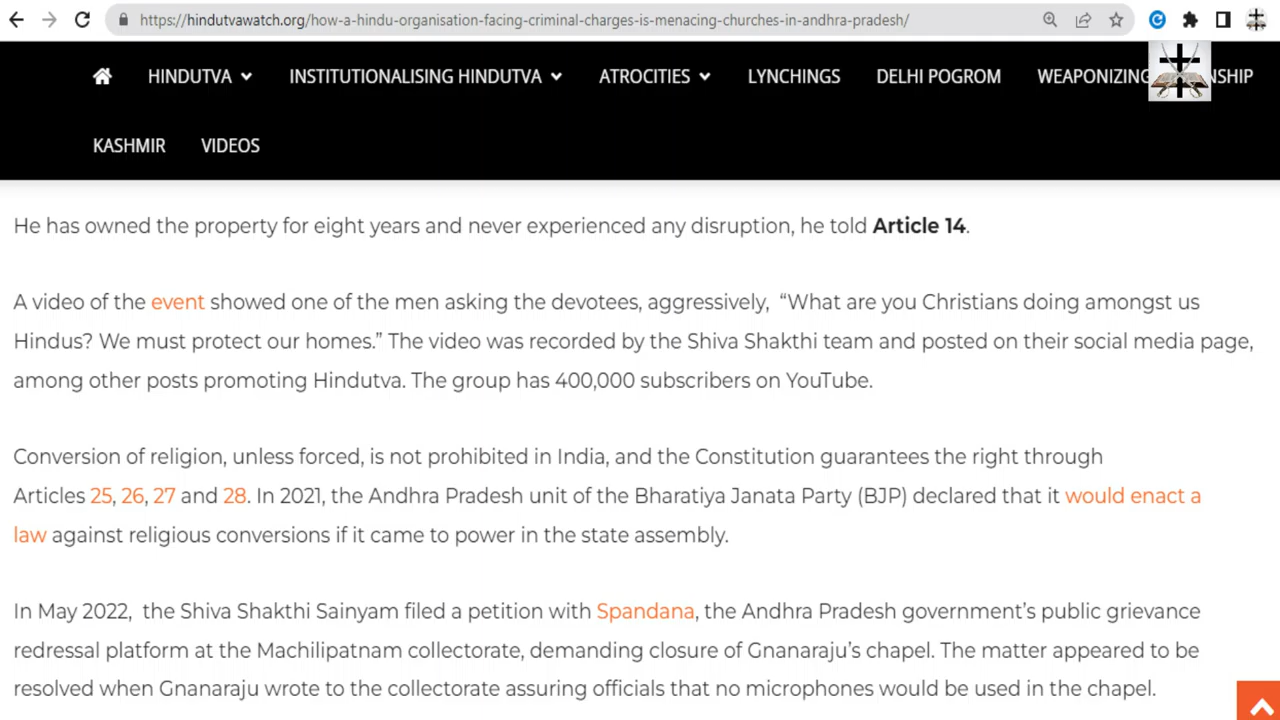 https://hindutvawatch.org/how-a-hindu-organisation-facing-criminal-charges-is-menacing-churches-in-andhra-pradesh/
HINDUTVA INSTITUTIONALISING HINDUTVA ATROCITIES LYNCHINGS DELHI POGROM WEAPONIZING NSHIP
KASHMIR VIDEOS
He has owned the property for eight years and never experienced any disruption, he told Article 14.
A video of the event showed one of the men asking the devotees, aggressively, “What are you Christians doing amongst us
Hindus? We must protect our homes.” The video was recorded by the Shiva Shakthi team and posted on their social media page,
among other posts promoting Hindutva. The group has 400,000 subscribers on YouTube.
Conversion of religion, unless forced, is not prohibited in India, and the Constitution guarantees the right through
Articles 25, 26, 27 and 28. In 2021, the Andhra Pradesh unit of the Bharatiya Janata Party (BJP) declared that it would enact a
law against religious conversions if it came to power in the state assembly.
In May 2022, the Shiva Shakthi Sainyam filed a petition with Spandana, the Andhra Pradesh government’s public grievance
redressal platform at the Machilipatnam collectorate, demanding closure of Gnanaraju’s chapel. The matter appeared to be
resolved when Gnanaraju wrote to the collectorate assuring officials that no microphones would be used in the chapel.